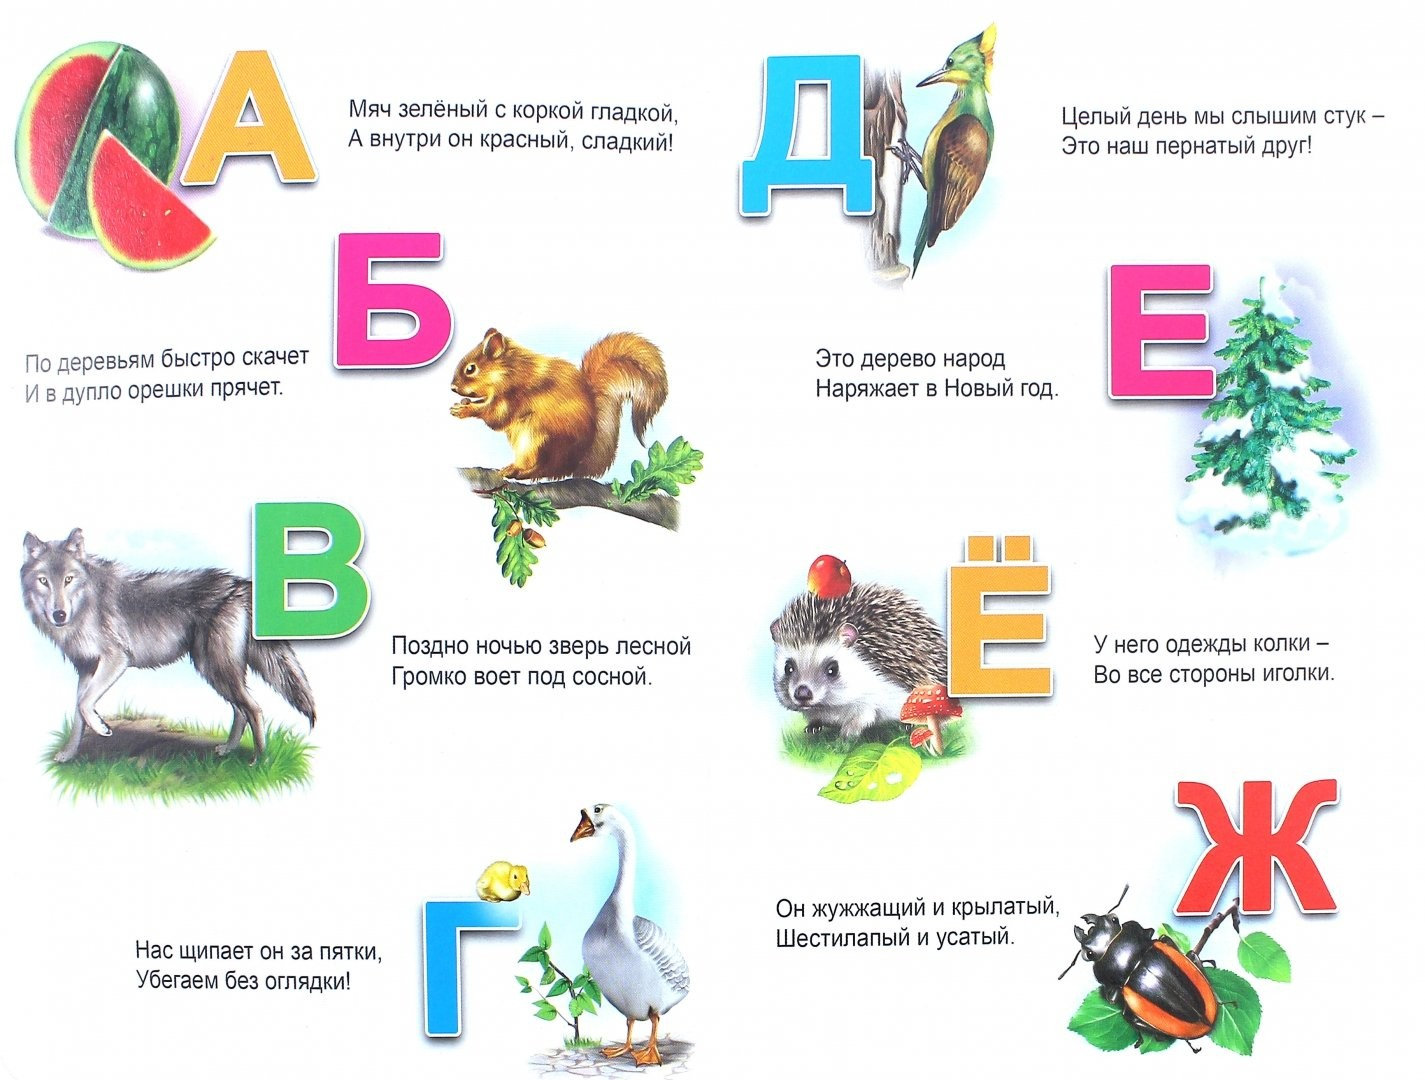 А
Мяч зелёный с коркой гладкой,
А внутри он красный, сладкий!
Б
По деревьям быстро скачет
И в дупло орешки прячет.
В
Поздно ночью зверь лесной
Громко воет под сосной.
Г
Нас щипает он за пятки,
Убегаем без оглядки!
Д
Целый день мы слышим стук –
Это наш пернатый друг!
Е
Это дерево народ
Наряжает в Новый год.
Ё
У него одежды колки –
Во все стороны иголки.
Ж
Он жужжащий и крылатый,
Шестилапый и усатый.